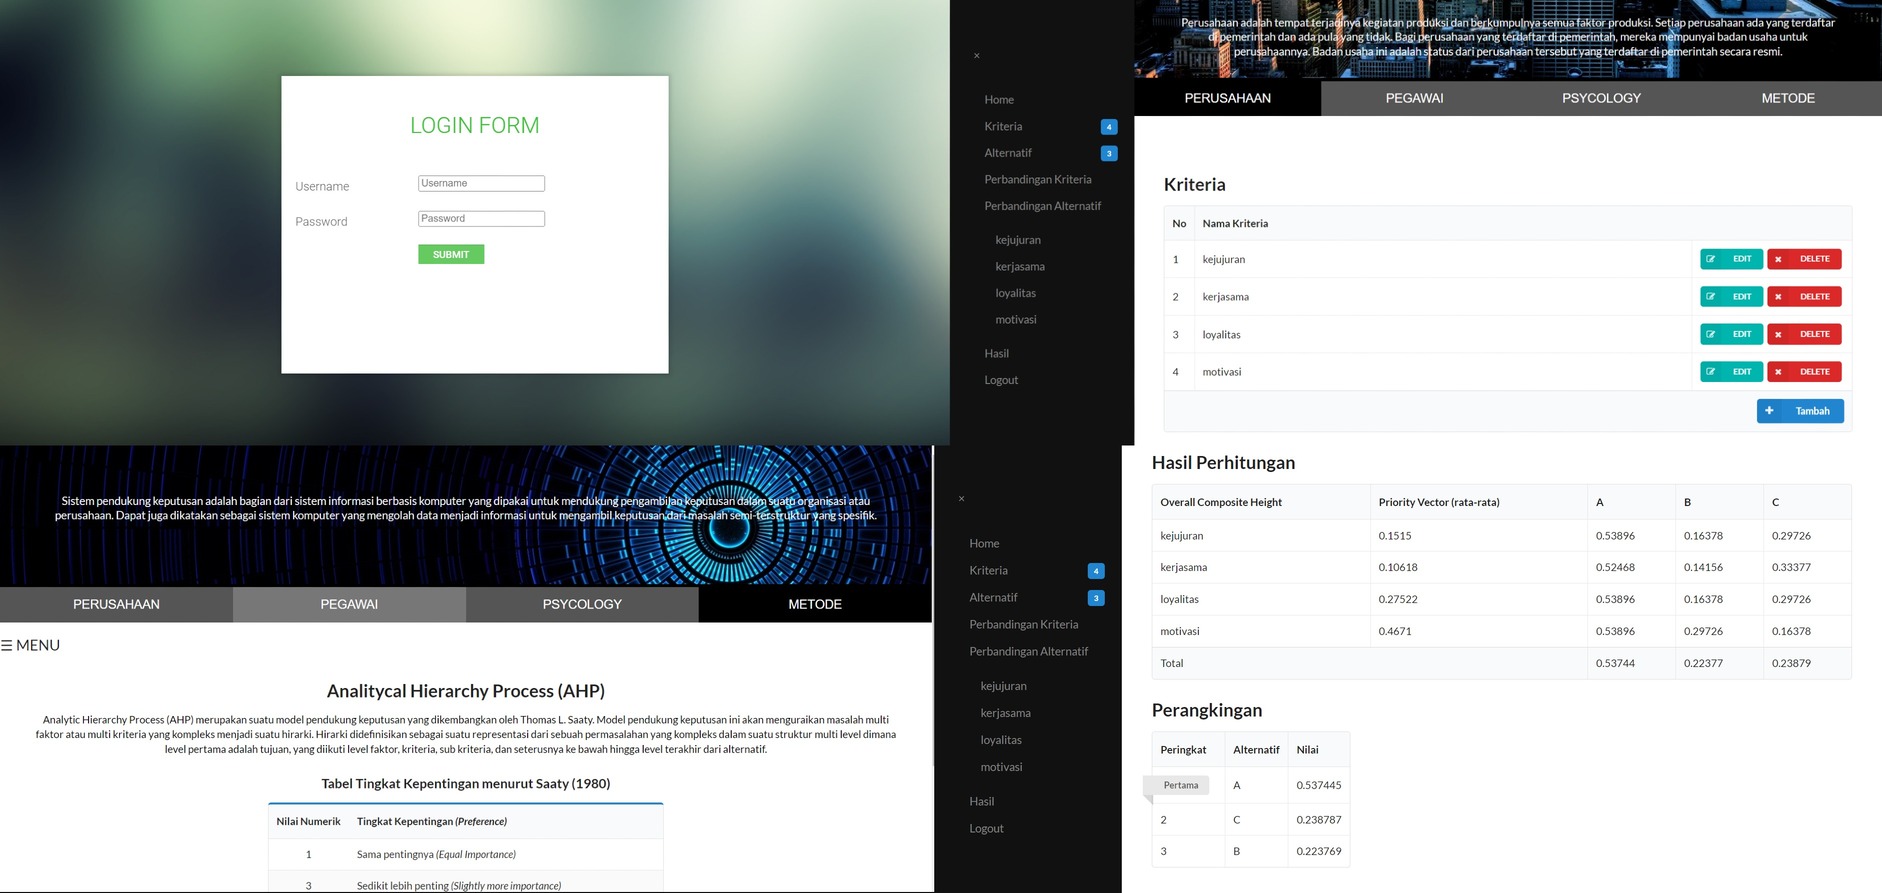 LOGIN FORM
Username
Username
Password
Password
SUBMIT
×
Home
Kriteria 4
Alternatif 3
Perbandingan Kriteria
Perbandingan Alternatif
kejujuran
kerjasama
loyalitas
motivasi
Hasil
Logout
Perusahaan adalah tempat terjadinya kegiatan produksi dan berkumpulnya semua faktor produksi. Setiap perusahaan ada yang terdaftar
di pemerintah dan ada pula yang tidak. Bagi perusahaan yang terdaftar di pemerintah, mereka mempunyai badan usaha untuk
perusahaannya. Badan usaha ini adalah status dari perusahaan tersebut yang terdaftar di pemerintah secara resmi.
PERUSAHAAN PEGAWAI PSYCOLOGY METODE
Kriteria
No Nama Kriteria
1 kejujuran EDIT DELETE
2 kerjasama EDIT DELETE
3 loyalitas EDIT DELETE
4 motivasi EDIT DELETE
+ Tambah
Sistem pendukung keputusan adalah bagian dari sistem informasi berbasis komputer yang dipakai untuk mendukung pengambilan keputusan dalam suatu organisasi atau
perusahaan. Dapat juga dikatakan sebagai sistem komputer yang mengolah data menjadi informasi untuk mengambil keputusan dari masalah semi-terstruktur yang spesifik.
PERUSAHAAN PEGAWAI PSYCOLOGY METODE
☰ MENU
Analitycal Hierarchy Process (AHP)
Analytic Hierarchy Process (AHP) merupakan suatu model pendukung keputusan yang dikembangkan oleh Thomas L. Saaty. Model pendukung keputusan ini akan menguraikan masalah multi
faktor atau multi kriteria yang kompleks menjadi suatu hirarki. Hirarki didefinisikan sebagai suatu representasi dari sebuah permasalahan yang kompleks dalam suatu struktur multi level dimana
level pertama adalah tujuan, yang diikuti level faktor, kriteria, sub kriteria, dan seterusnya ke bawah hingga level terakhir dari alternatif.
Tabel Tingkat Kepentingan menurut Saaty (1980)
Nilai Numerik Tingkat Kepentingan (Preference)
1 Sama pentingnya (Equal Importance)
3 Sedikit lebih penting (Slightly more importance)
×
Home
Kriteria 4
Alternatif 3
Perbandingan Kriteria
Perbandingan Alternatif
kejujuran
kerjasama
loyalitas
motivasi
Hasil
Logout
Hasil Perhitungan
Overall Composite Height Priority Vector (rata-rata) A B C
kejujuran 0.1515 0.53896 0.16378 0.29726
kerjasama 0.10618 0.52468 0.14156 0.33377
loyalitas 0.27522 0.53896 0.16378 0.29726
motivasi 0.4671 0.53896 0.29726 0.16378
Total 0.53744 0.22377 0.23879
Perangkingan
Peringkat Alternatif Nilai
Pertama A 0.537445
2 C 0.238787
3 B 0.223769